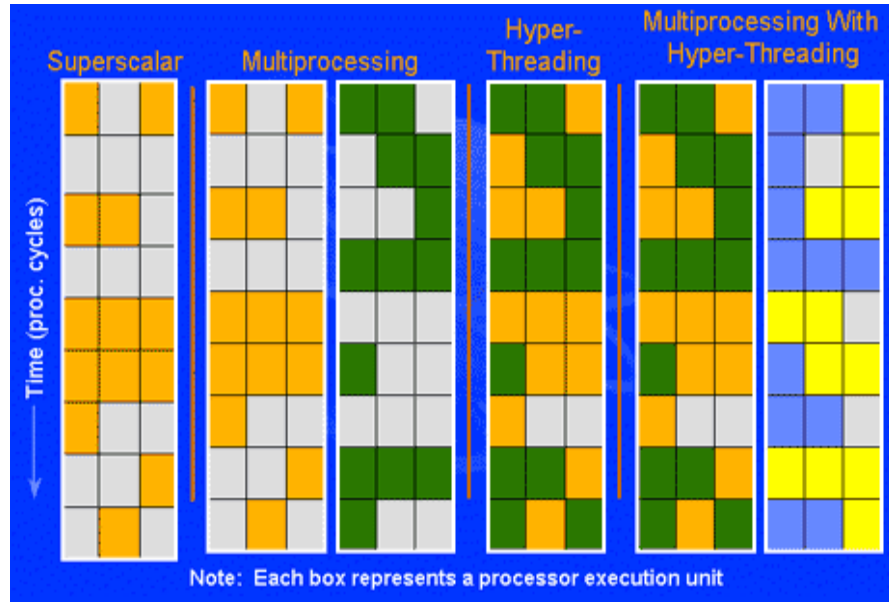 Superscalar
Multiprocessing
Hyper-
Threading
Multiprocessing With
Hyper-Threading
Time (proc. cycles)
Note: Each box represents a processor execution unit